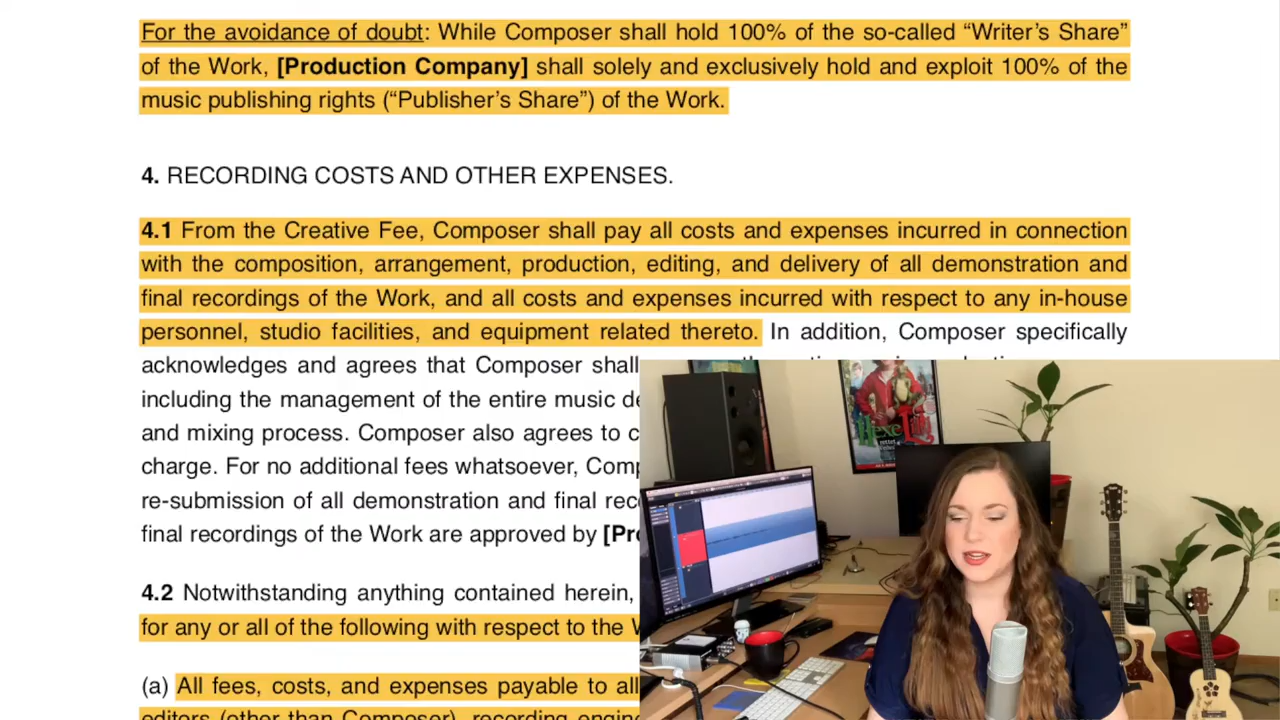 For the avoidance of doubt: While Composer shall hold 100% of the so-called “Writer’s Share”
of the Work, [Production Company] shall solely and exclusively hold and exploit 100% of the
music publishing rights (“Publisher’s Share”) of the Work.
4. RECORDING COSTS AND OTHER EXPENSES.
4.1 From the Creative Fee, Composer shall pay all costs and expenses incurred in connection
with the composition, arrangement, production, editing, and delivery of all demonstration and
final recordings of the Work, and all costs and expenses incurred with respect to any in-house
personnel, studio facilities, and equipment related thereto. In addition, Composer specifically
acknowledges and agrees that Composer shall
including the management of the entire music
and mixing process. Composer also agrees to
charge. For no additional fees whatsoever,
re-submission of all demonstration and final
final recordings of the Work are approved by
4.2 Notwithstanding anything contained herein,
for any or all of the following with respect to the
(a) All fees, costs, and expenses payable to all
editors (other than Composer), recording
Hexe Lilli